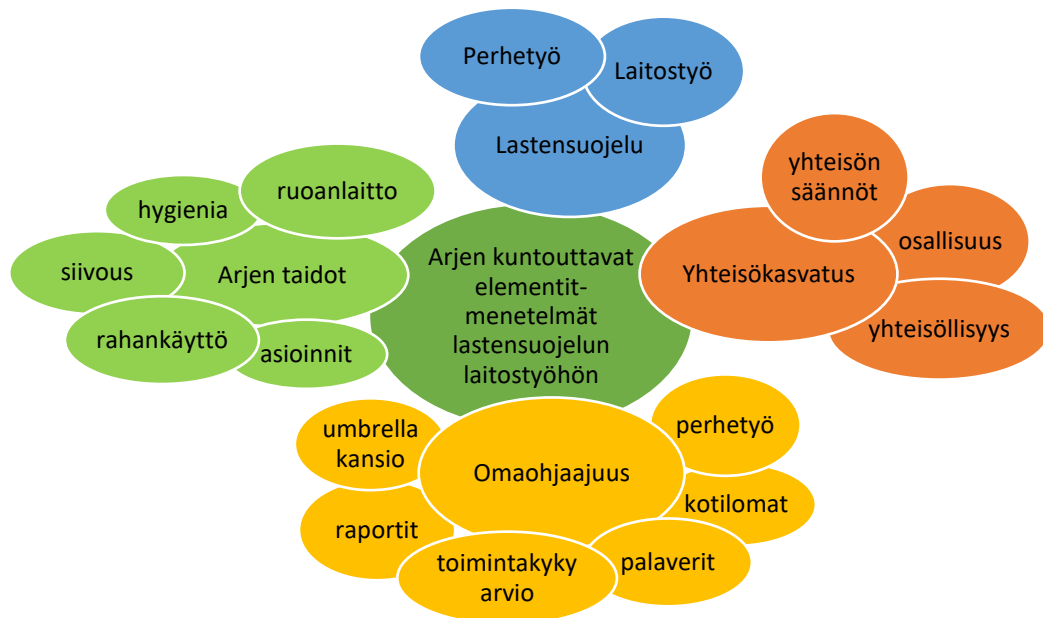 Perhetyö
Laitostyö
Lastensuojelu
yhteisön
säännöt
osallisuus
Yhteisökasvatus
yhteisöllisyys
ruoanlaitto
hygienia
siivous
Arjen taidot
rahankäyttö
asioinnit
Arjen kuntouttavat
elementit-
menetelmät
lastensuojelun
laitostyöhön
umbrella
kansio
Omaohjaajuus
perhetyö
kotilomat
raportit
toimintakyky
arvio
palaverit